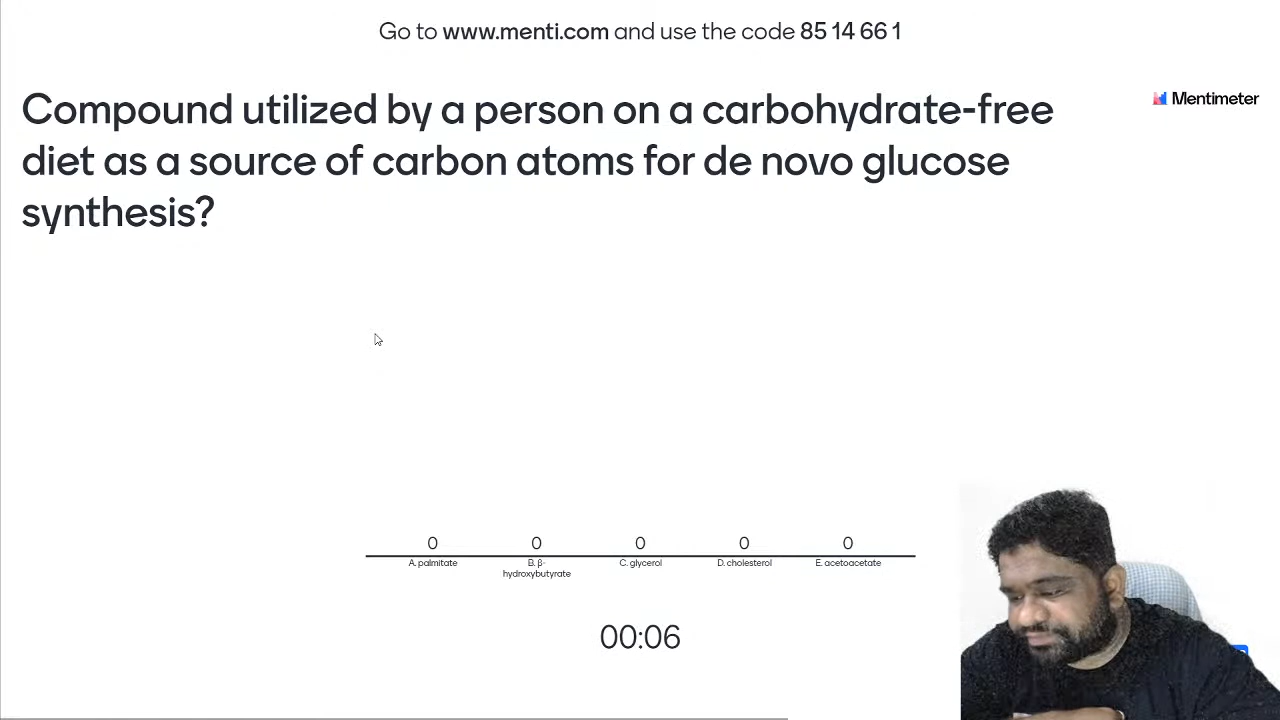 Go to www.menti.com and use the code 85 14 66 1
Compound utilized by a person on a carbohydrate-free
diet as a source of carbon atoms for de novo glucose
synthesis?
Mentimeter
0 0 0 0 0
A. palmitate
B. β-
hydroxybutyrate
C. glycerol
D. cholesterol
E. acetoacetate
00:06